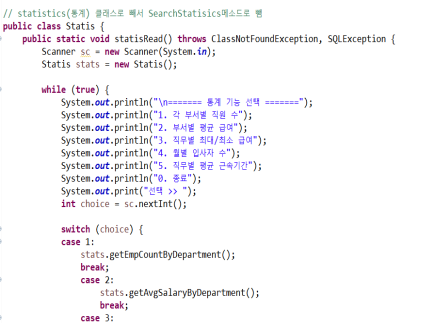 // statistics(통계) 클래스로 빼서 SearchStatisics메소드로 뺌
public class Statis {
public static void statisRead() throws ClassNotFoundException, SQLException {
Scanner sc = new Scanner(System.in);
Statis stats = new Statis();
while (true) {
System.out.println("\n======= 통계 기능 선택 =======");
System.out.println("1. 각 부서별 직원 수");
System.out.println("2. 부서별 평균 급여");
System.out.println("3. 직무별 최대/최소 급여");
System.out.println("4. 월별 입사자 수");
System.out.println("5. 직무별 평균 근속기간");
System.out.println("0. 종료");
System.out.print("선택 >> ");
int choice = sc.nextInt();
switch (choice) {
case 1:
stats.getEmpCountByDepartment();
break;
case 2:
stats.getAvgSalaryByDepartment();
break;
case 3: